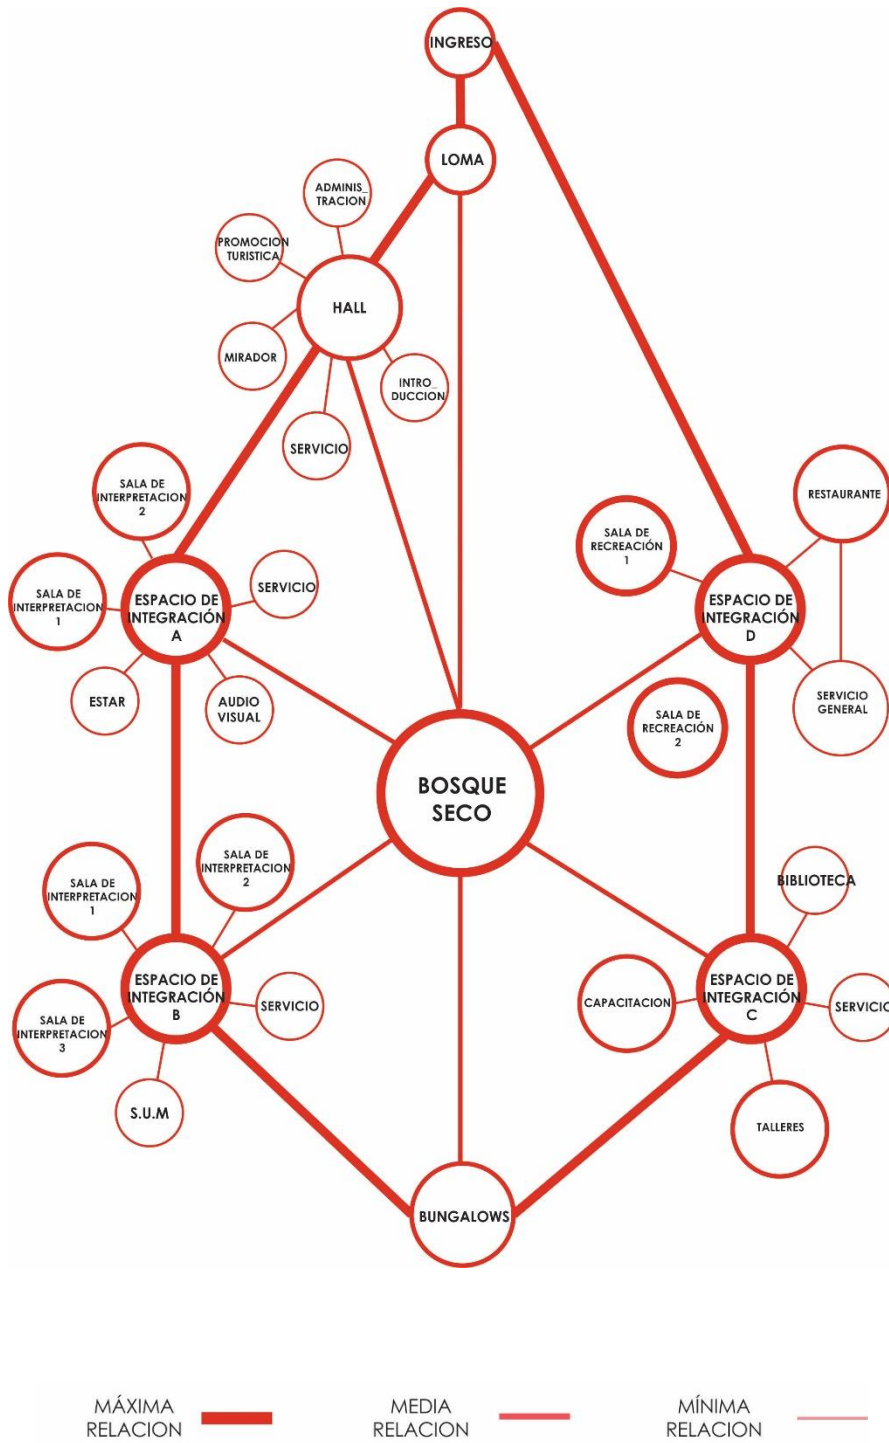 INGRESO
LOMA
ADMINIS_
TRACION
PROMOCION
TURISTICA
HALL
MIRADOR
INTRO_
DUCCION
SERVICIO
SALA DE
INTERPRETACION
2
SALA DE
INTERPRETACION
1
ESPACIO DE
INTEGRACIÓN
A
SERVICIO
ESTAR
AUDIO
VISUAL
RESTAURANTE
SALA DE
RECREACIÓN
1
ESPACIO DE
INTEGRACIÓN
D
SERVICIO
GENERAL
SALA DE
RECREACIÓN
2
BOSQUE
SECO
SALA DE
INTERPRETACION
1
SALA DE
INTERPRETACION
2
ESPACIO DE
INTEGRACIÓN
B
SERVICIO
SALA DE
INTERPRETACION
3
S.U.M
BIBLIOTECA
CAPACITACION
ESPACIO DE
INTEGRACIÓN
C
SERVICIO
TALLERES
BUNGALOWS
MÁXIMA
RELACION
MEDIA
RELACION
MÍNIMA
RELACION